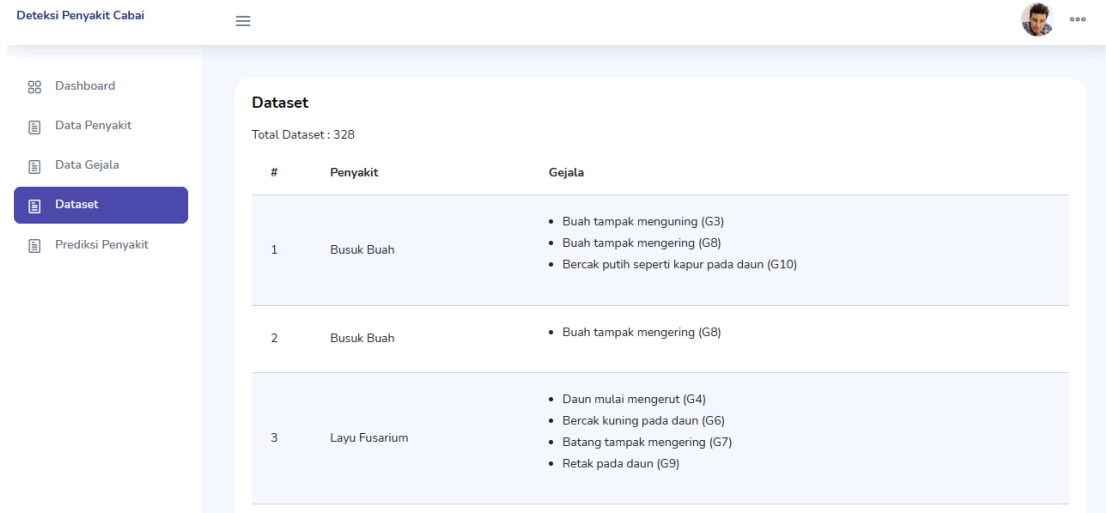 Deteksi Penyakit Cabai
Dashboard
Data Penyakit
Data Gejala
Dataset
Prediksi Penyakit
Dataset
Total Dataset : 328
# Penyakit Gejala
1 Busuk Buah
Buah tampak menguning (G3)
Buah tampak mengering (G8)
Bercak putih seperti kapur pada daun (G10)
2 Busuk Buah
Buah tampak mengering (G8)
3 Layu Fusarium
Daun mulai mengerut (G4)
Bercak kuning pada daun (G6)
Batang tampak mengering (G7)
Retak pada daun (G9)